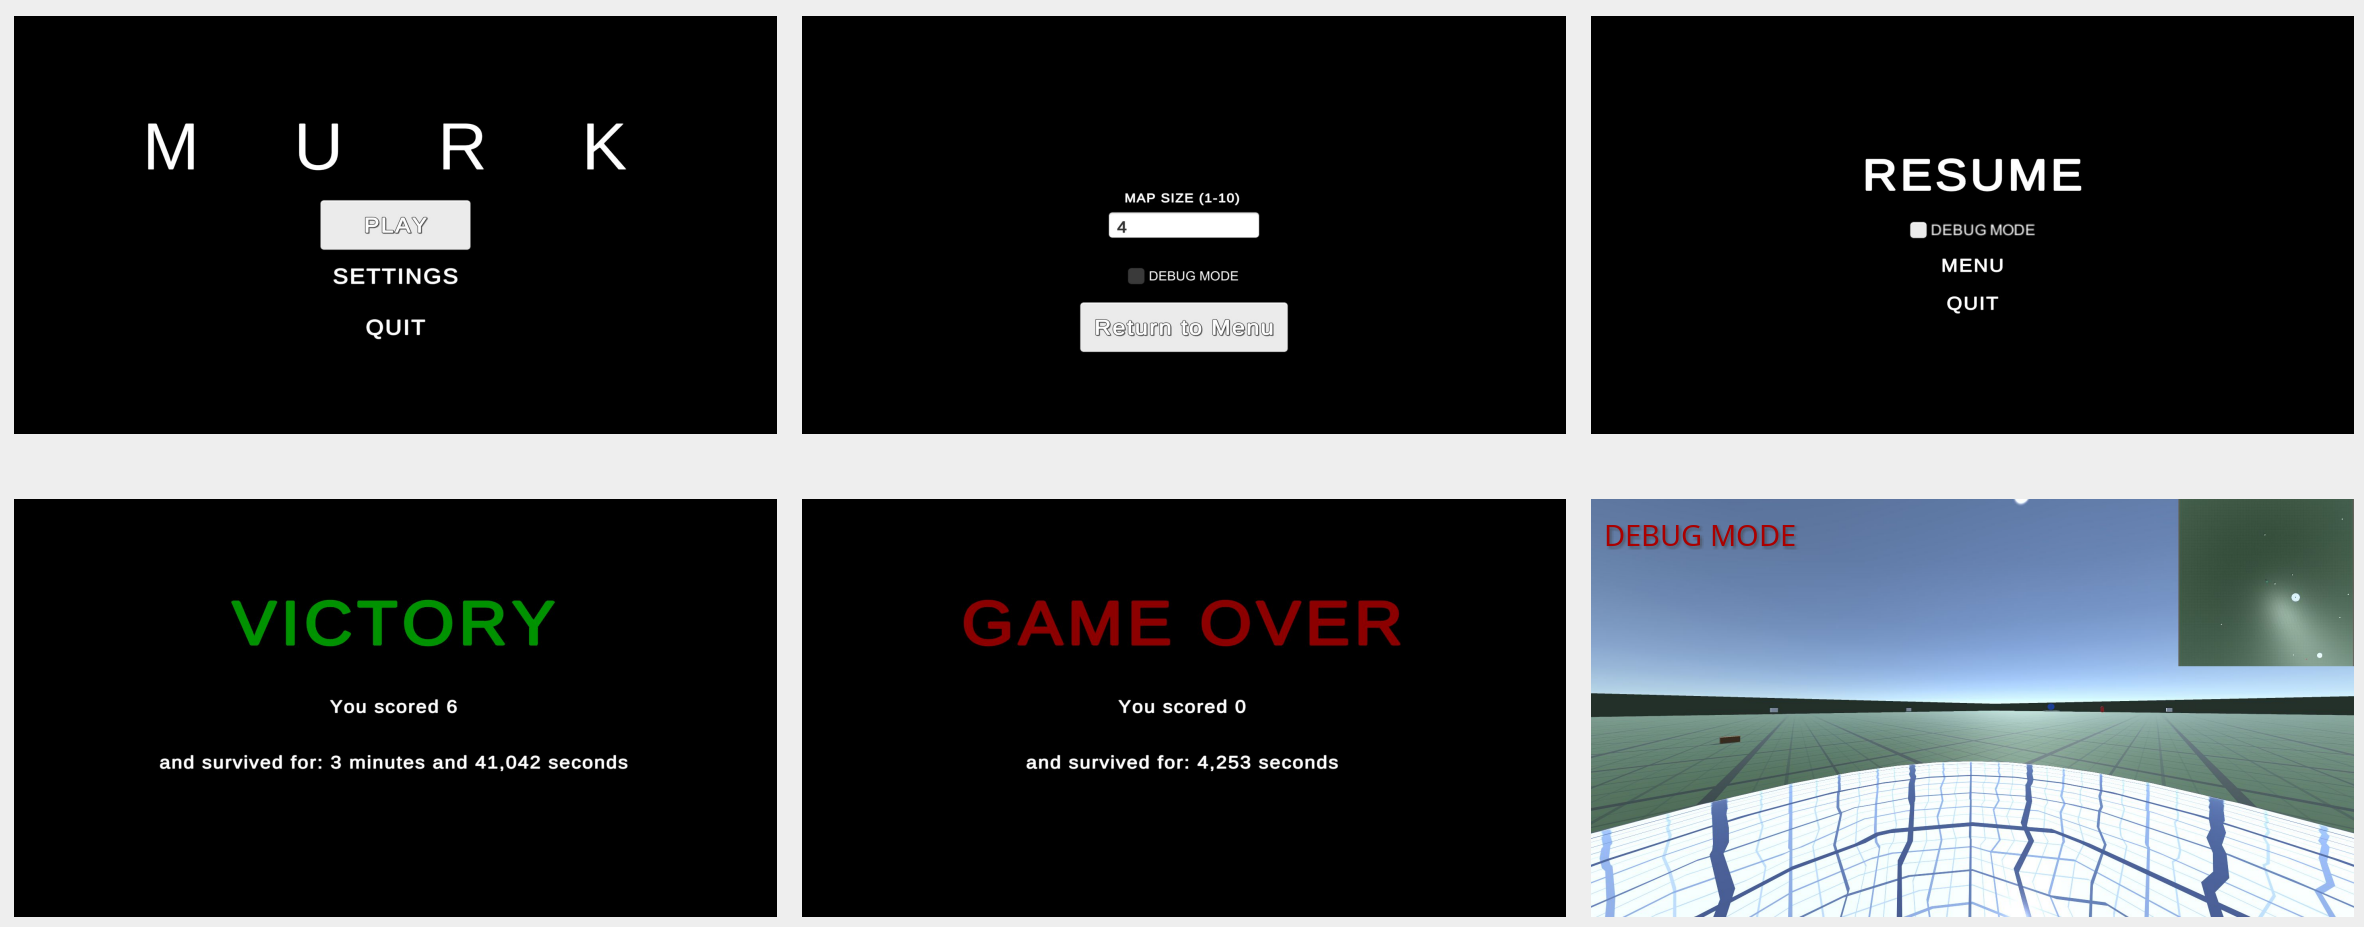 M U R K
PLAY
SETTINGS
QUIT
MAP SIZE (1-10)
4
DEBUG MODE
Return to Menu
RESUME
DEBUG MODE
MENU
QUIT
VICTORY
You scored 6
and survived for: 3 minutes and 41,042 seconds
GAME OVER
You scored 0
and survived for: 4,253 seconds
DEBUG MODE